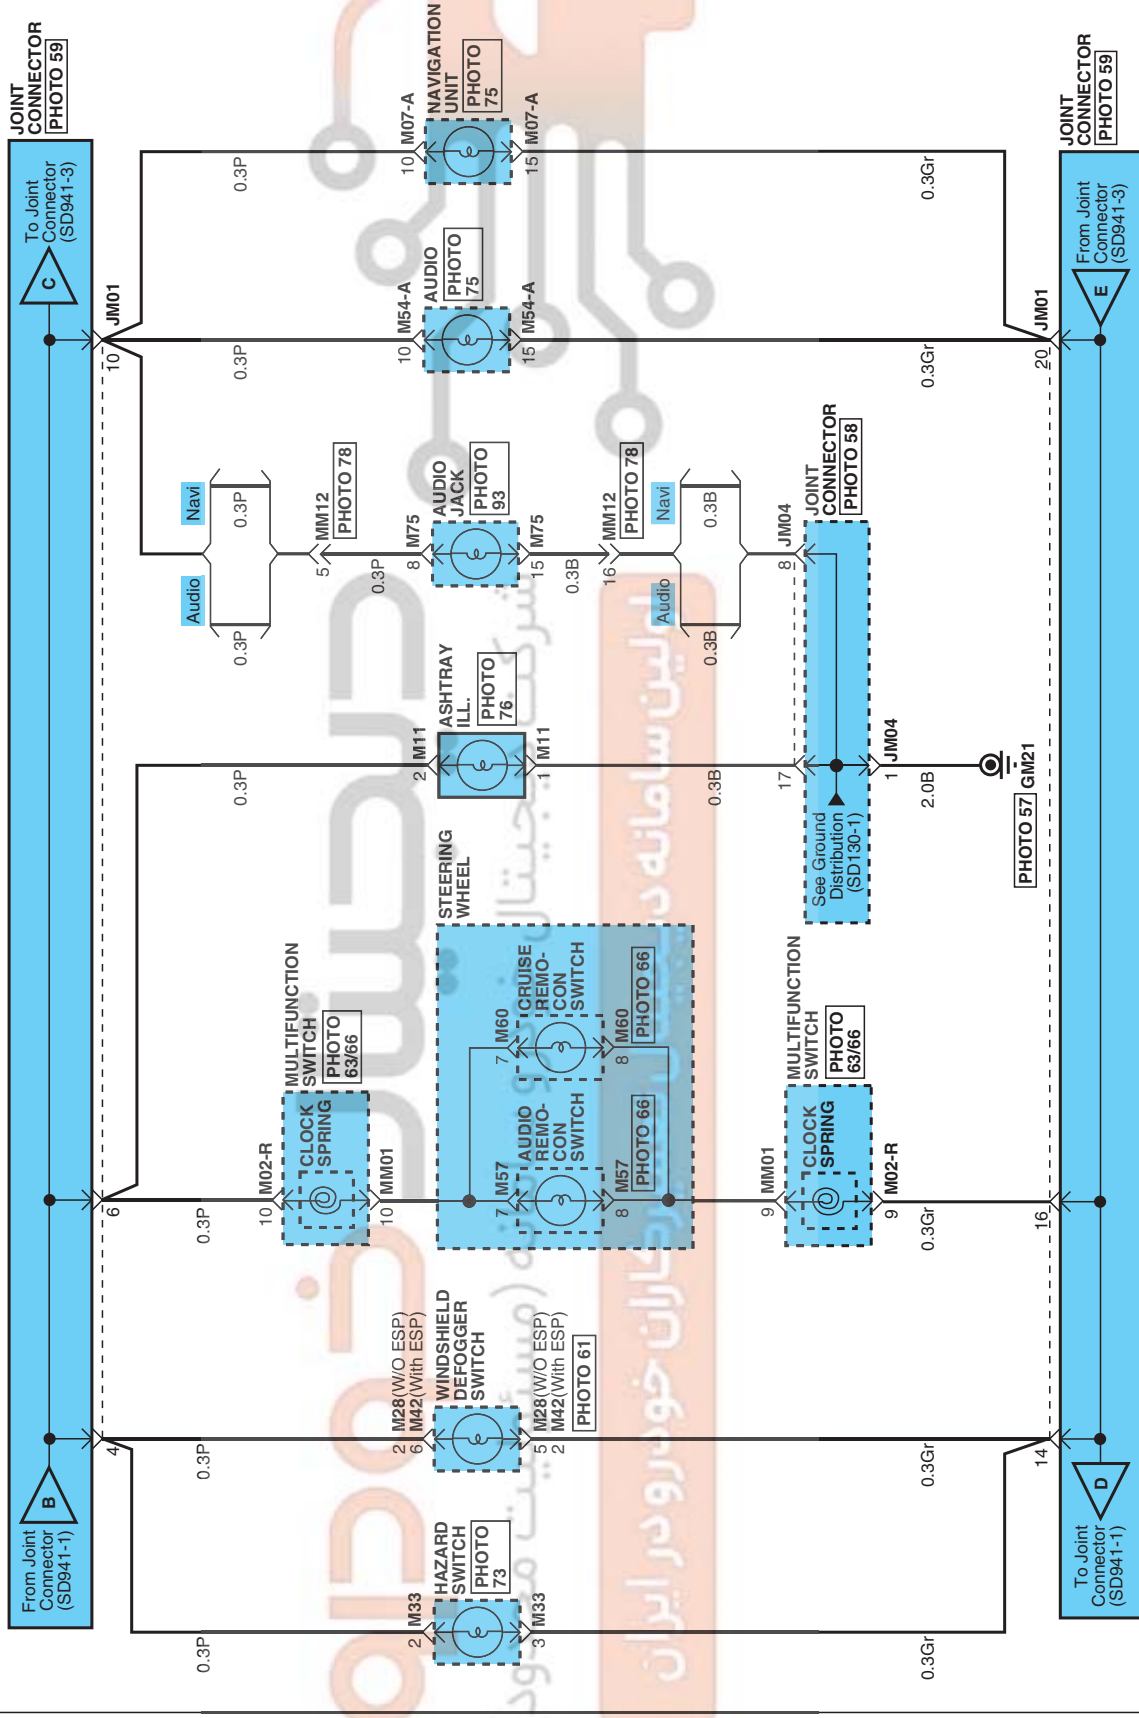 JOINT
CONNECTOR
PHOTO 59
From Joint
Connector
(SD941-1)
B
C
To Joint
Connector
(SD941-3)
4
6
10
JM01
0.3P
0.3P
0.3P
0.3P
0.3P
0.3P
Audio
Navi
0.3P
0.3P
5
MM12
PHOTO 78
0.3P
2
M33
HAZARD
SWITCH
PHOTO
73
3
M33
2
M28(W/O ESP)
6
M42(With ESP)
WINDSHIELD
DEFOGGER
SWITCH
5
M28(W/O ESP)
2
M42(With ESP)
PHOTO 61
10
M02-R
MULTIFUNCTION
SWITCH
PHOTO
63/66
CLOCK
SPRING
10
MM01
STEERING
WHEEL
7
M57
AUDIO
REMO-
CON
SWITCH
8
M57
PHOTO 66
7
M60
CRUISE
REMO-
CON
SWITCH
8
M60
PHOTO 66
9
MM01
MULTIFUNCTION
SWITCH
PHOTO
63/66
CLOCK
SPRING
9
M02-R
2
M11
ASHTRAY
ILL.
PHOTO
76
1
M11
0.3B
8
M75
AUDIO
JACK
PHOTO
93
15
M75
0.3B
16
MM12
PHOTO 78
Audio
Navi
0.3B
0.3B
17
8
JM04
JOINT
CONNECTOR
PHOTO 58
See Ground
Distribution
(SD130-1)
1
JM04
2.0B
PHOTO 57
GM21
10
M54-A
AUDIO
PHOTO
75
15
M54-A
10
M07-A
NAVIGATION
UNIT
PHOTO
75
15
M07-A
0.3Gr
0.3Gr
0.3Gr
0.3Gr
0.3Gr
14
16
20
JM01
To Joint
Connector
(SD941-1)
D
E
From Joint
Connector
(SD941-3)
JOINT
CONNECTOR
PHOTO 59
اولین سامانه دیجیتال تعمیرکاران خودرو در ایران